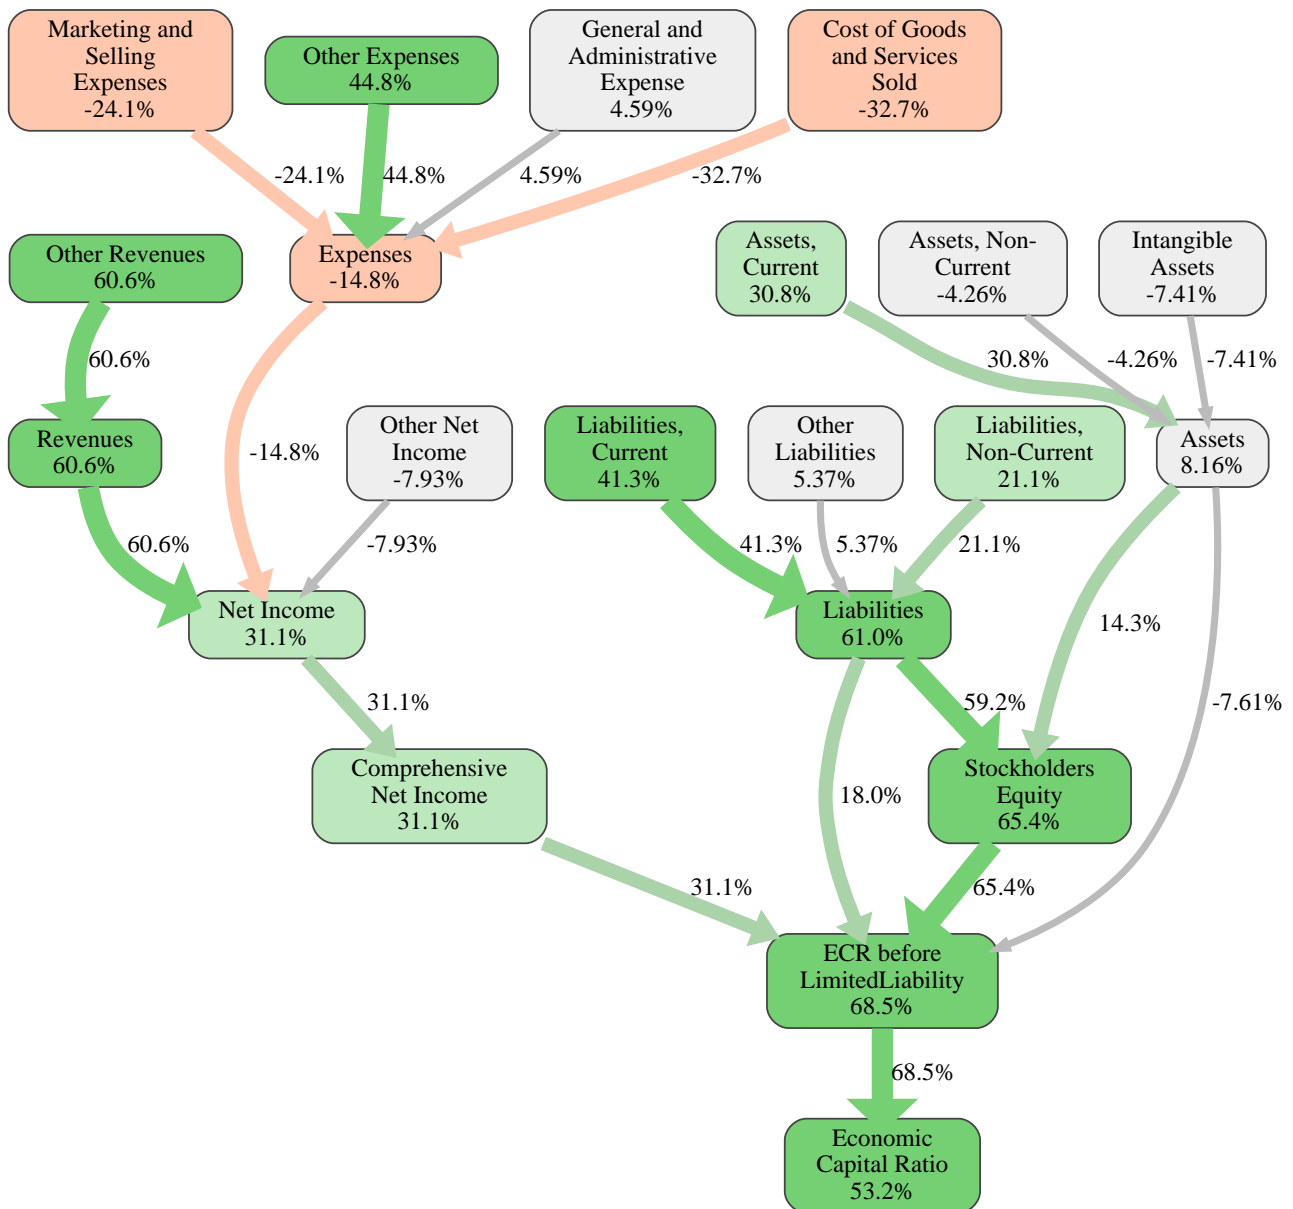 Marketing and
Selling
Expenses
-24.1%
Other Expenses
44.8%
General and
Administrative
Expense
4.59%
Cost of Goods
and Services
Sold
-32.7%
-24.1%
44.8%
4.59%
-32.7%
Other Revenues
60.6%
Expenses
-14.8%
Assets,
Current
30.8%
Assets, Non-
Current
-4.26%
Intangible
Assets
-7.41%
60.6%
30.8%
-4.26%
-7.41%
Revenues
60.6%
-14.8%
Other Net
Income
-7.93%
Liabilities,
Current
41.3%
Other
Liabilities
5.37%
Liabilities,
Non-Current
21.1%
Assets
8.16%
60.6%
-7.93%
41.3%
5.37%
21.1%
Net Income
31.1%
Liabilities
61.0%
14.3%
31.1%
59.2%
-7.61%
Comprehensive
Net Income
31.1%
18.0%
Stockholders
Equity
65.4%
31.1%
65.4%
ECR before
LimitedLiability
68.5%
68.5%
Economic
Capital Ratio
53.2%